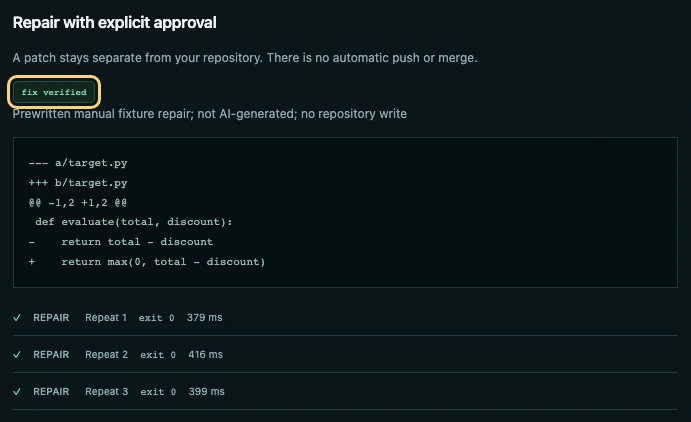 Repair with explicit approval
A patch stays separate from your repository. There is no automatic push or merge.
fix verified
Prewritten manual fixture repair; not AI-generated; no repository write
--- a/target.py
+++ b/target.py
@@ -1,2 +1,2 @@
 def evaluate(total, discount):
-    return total - discount
+    return max(0, total - discount)
✓ REPAIR Repeat 1 exit 0 379 ms
✓ REPAIR Repeat 2 exit 0 416 ms
✓ REPAIR Repeat 3 exit 0 399 ms